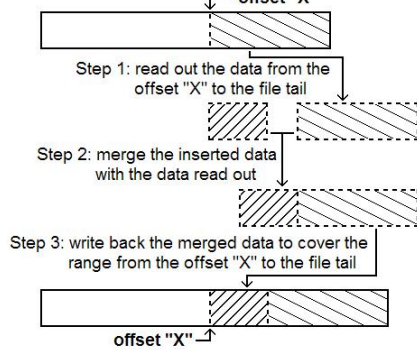 offset "X"
Step 1: read out the data from the
offset "X" to the file tail
Step 2: merge the inserted data
with the data read out
Step 3: write back the merged data to cover the
range from the offset "X" to the file tail
offset "X"